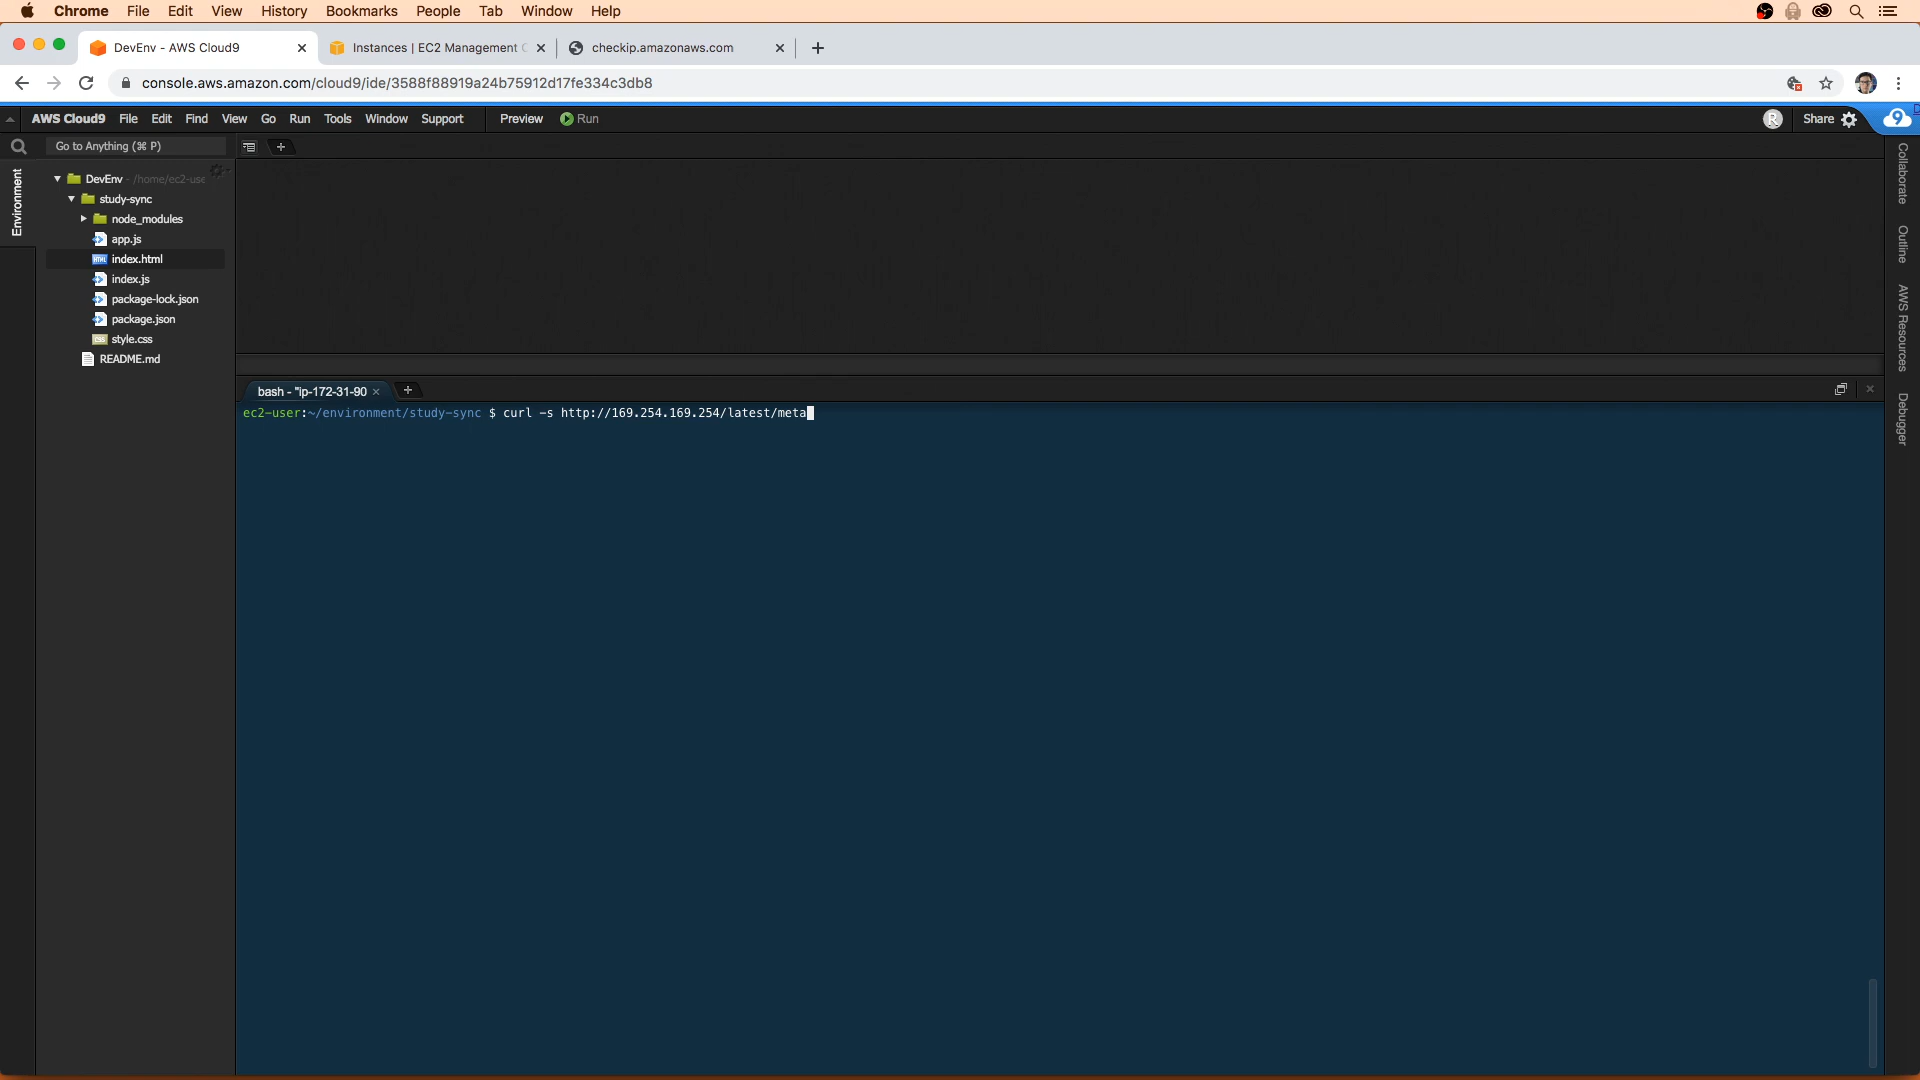 Chrome File Edit View History Bookmarks People Tab Window Help
DevEnv - AWS Cloud9 Instances | EC2 Management C checkip.amazonaws.com
console.aws.amazon.com/cloud9/ide/3588f88919a24b75912d17fe334c3db8
AWS Cloud9 File Edit Find View Go Run Tools Window Support Preview Run R Share 9
Go to Anything (⌘ P)
Environment
DevEnv - /home/ec2-use
study-sync
node_modules
app.js
index.html
index.js
package-lock.json
package.json
style.css
README.md
bash - "ip-172-31-90
ec2-user:~/environment/study-sync $ curl -s http://169.254.169.254/latest/meta
Collaborate
Outline
AWS Resources
Debugger